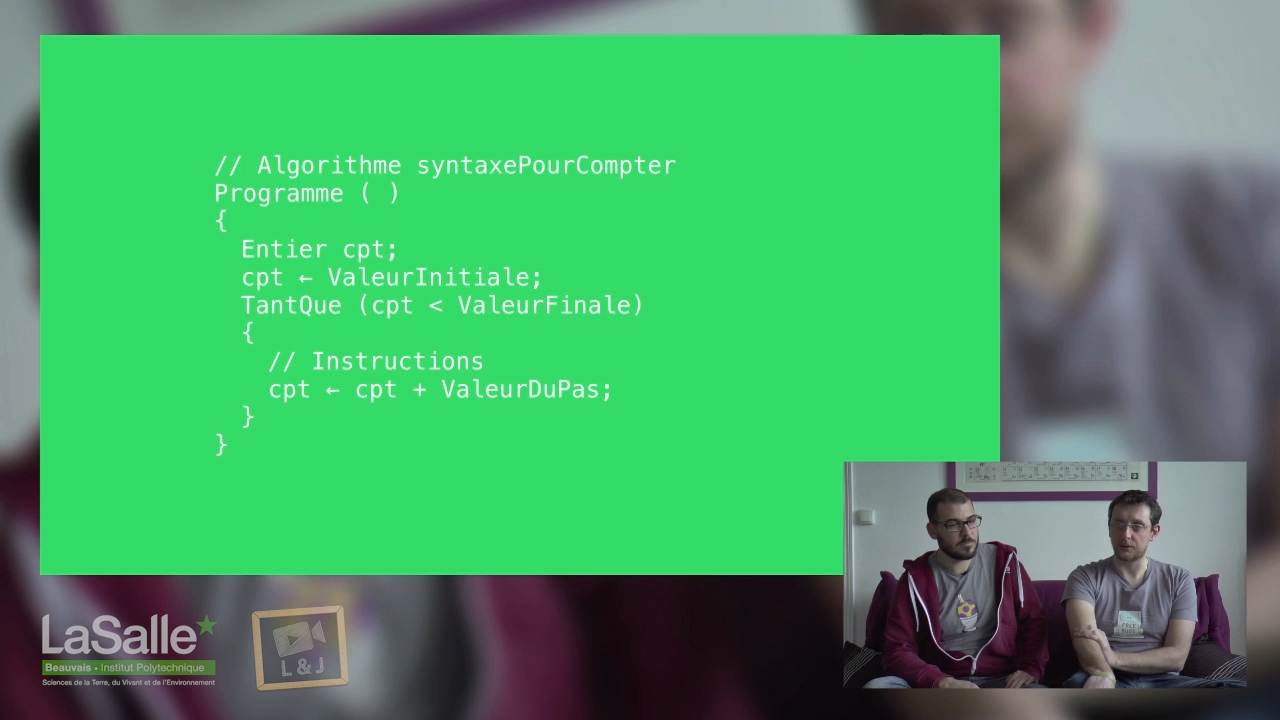 // Algorithme syntaxePourCompter
Programme ( )
{
Entier cpt;
cpt ← ValeurInitiale;
TantQue (cpt < ValeurFinale)
{
// Instructions
cpt ← cpt + ValeurDuPas;
}
}
LaSalle
Beauvais • Institut Polytechnique
Sciences de la Terre, du Vivant et de l'Environnement
L & J
FREE